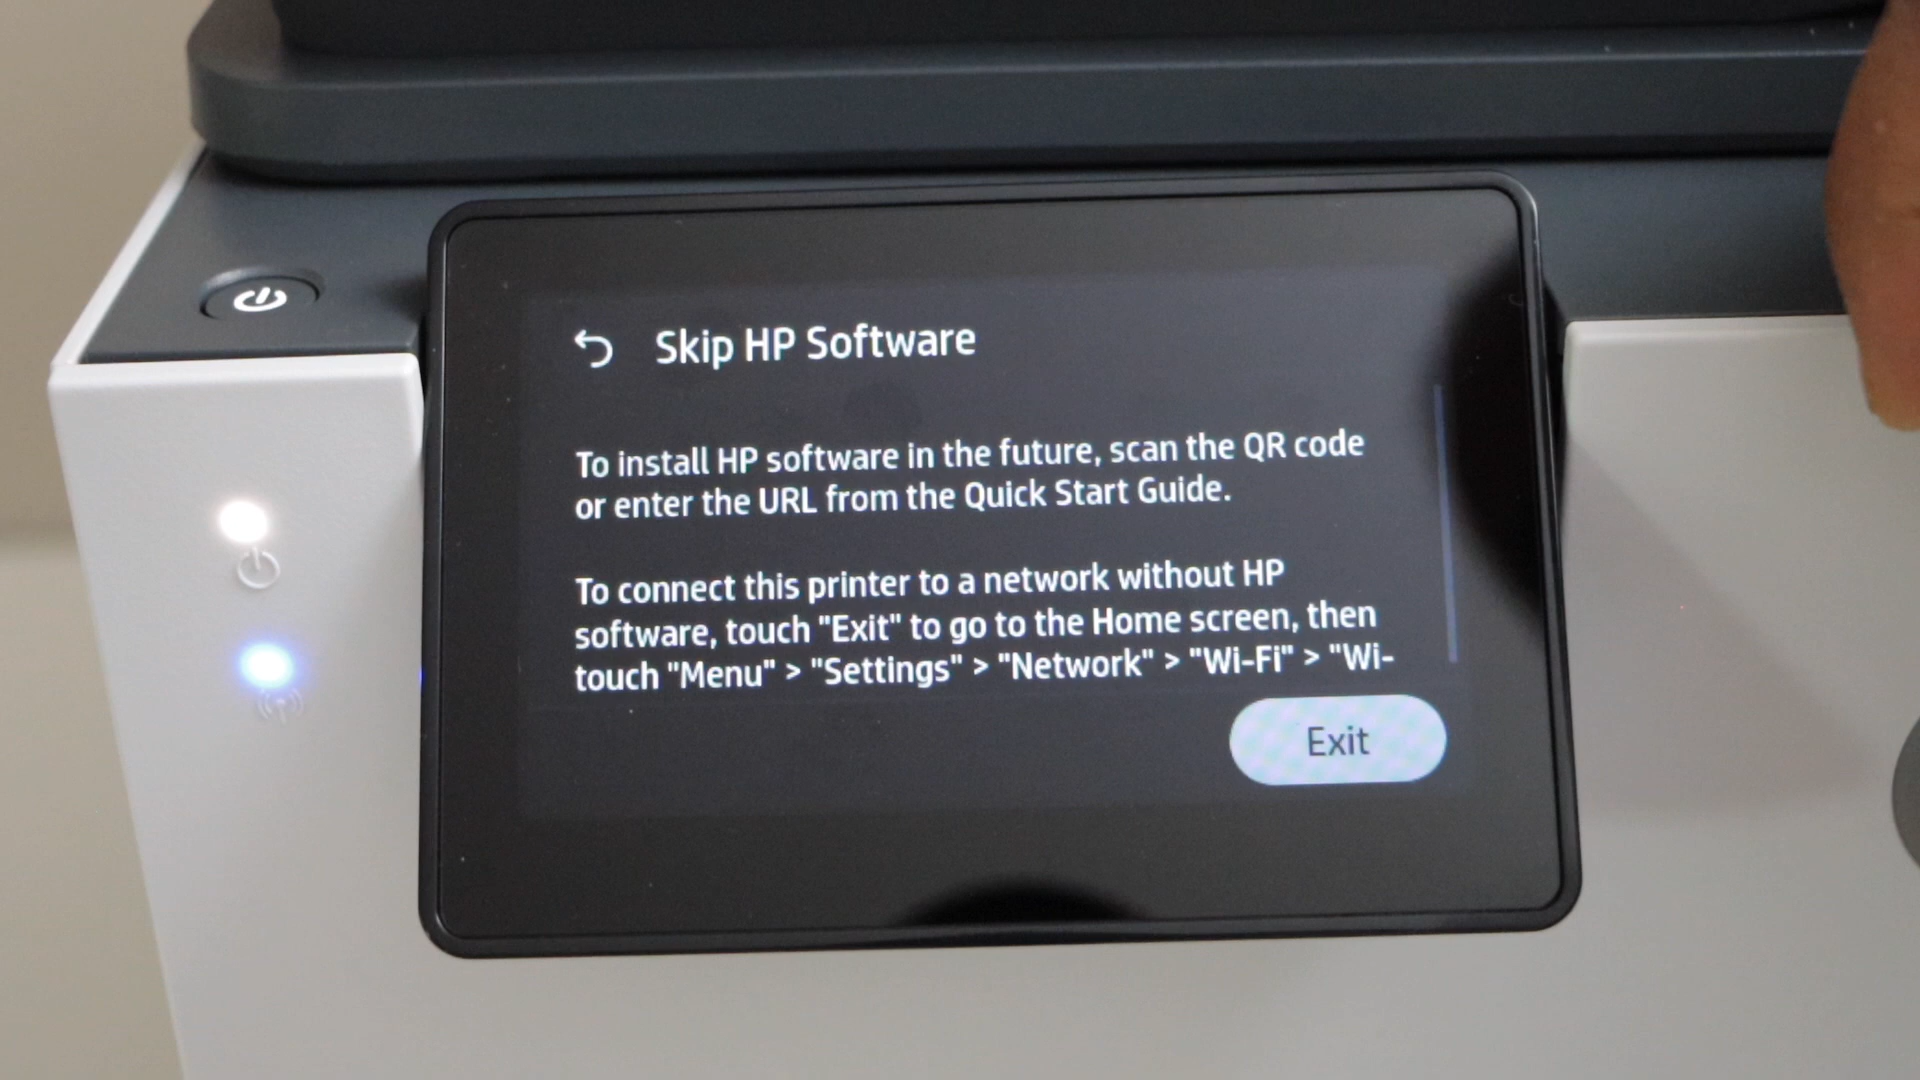 Skip HP Software
To install HP software in the future, scan the QR code
or enter the URL from the Quick Start Guide.
To connect this printer to a network without HP
software, touch "Exit" to go to the Home screen, then
touch "Menu" > "Settings" > "Network" > "Wi-Fi" > "Wi-
Exit